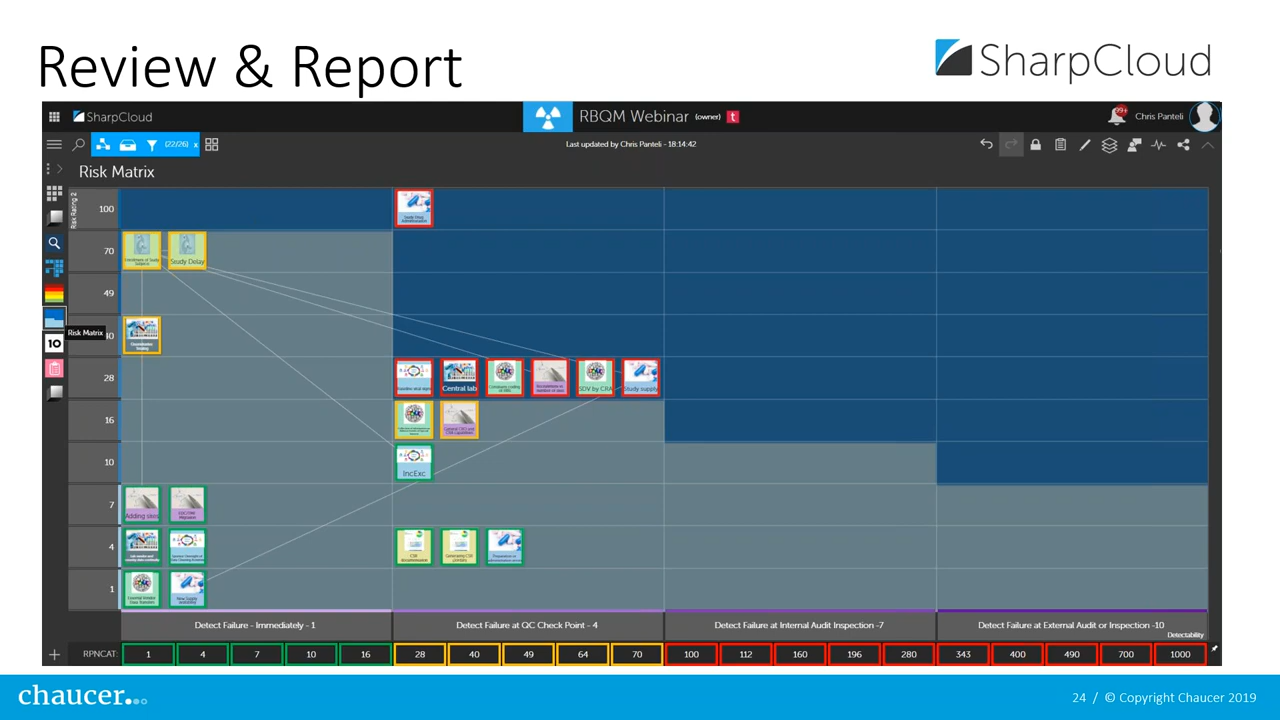 Review & Report
SharpCloud
SharpCloud
RBQM Webinar (owner) t
99+
Chris Panteli
(22/26) x
Last updated by Chris Panteli - 18:14:42
Risk Matrix
Risk Rating 2
100
70
Study Delay
49
Risk Matrix
28
Central lab
SDV by CRA
Study supply
16
10
IncExc
7
Adding sites
4
1
Detect Failure - Immediately - 1
Detect Failure at QC Check Point - 4
Detect Failure at Internal Audit Inspection -7
Detect Failure at External Audit or Inspection -10
Detectability
RPNCAT: 1 4 7 10 16 28 40 49 64 70 100 112 160 196 280 343 400 490 700 1000
10
chaucer
24 / © Copyright Chaucer 2019